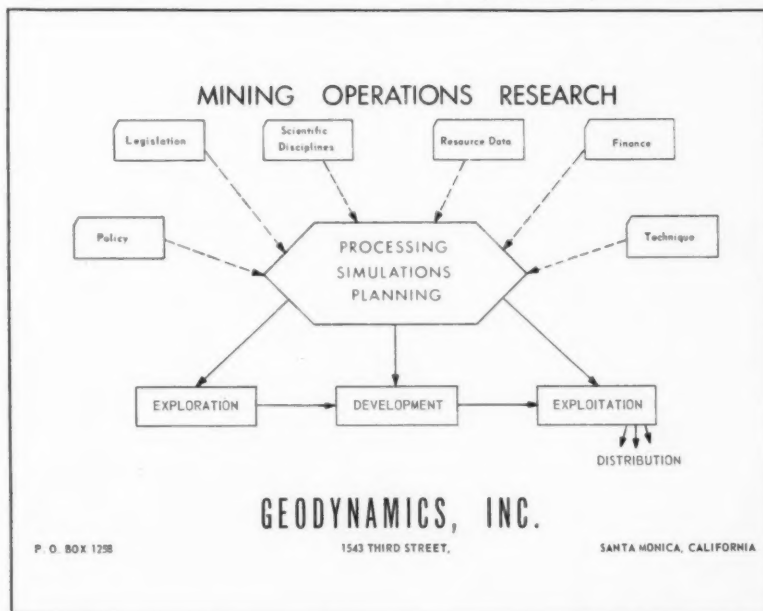 MINING OPERATIONS RESEARCH
Legislation
Scientific
Disciplines
Resource Data
Finance
Policy
PROCESSING
SIMULATIONS
PLANNING
Technique
EXPLORATION
DEVELOPMENT
EXPLOITATION
DISTRIBUTION
GEODYNAMICS, INC.
P. O. BOX 1258
1543 THIRD STREET,
SANTA MONICA, CALIFORNIA